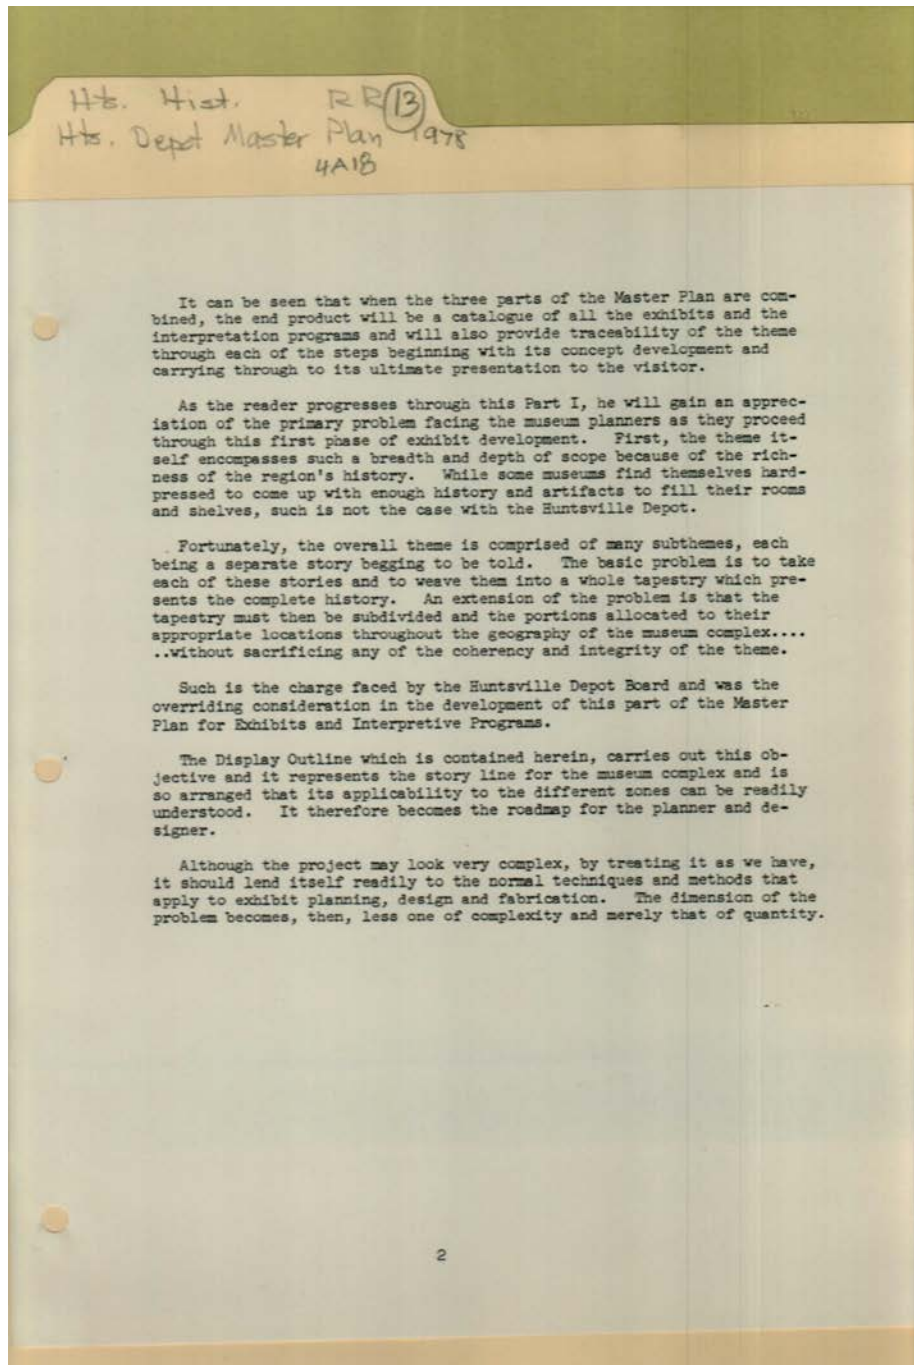 Hts. Hist. RR 13
Hts. Depot Master Plan 1978
4A1B
It can be seen that when the three parts of the Master Plan are com-
bined, the end product will be a catalogue of all the exhibits and the
interpretation programs and will also provide traceability of the theme
through each of the steps beginning with its concept development and
carrying through to its ultimate presentation to the visitor.
As the reader progresses through this Part I, he will gain an apprec-
iation of the primary problem facing the museum planners as they proceed
through this first phase of exhibit development. First, the theme it-
self encompasses such a breadth and depth of scope because of the rich-
ness of the region's history. While some museums find themselves hard-
pressed to come up with enough history and artifacts to fill their rooms
and shelves, such is not the case with the Huntsville Depot.
Fortunately, the overall theme is comprised of many subthemes, each
being a separate story begging to be told. The basic problem is to take
each of these stories and to weave them into a whole tapestry which pre-
sents the complete history. An extension of the problem is that the
tapestry must then be subdivided and the portions allocated to their
appropriate locations throughout the geography of the museum complex....
..without sacrificing any of the coherency and integrity of the theme.
Such is the charge faced by the Huntsville Depot Board and was the
overriding consideration in the development of this part of the Master
Plan for Exhibits and Interpretive Programs.
The Display Outline which is contained herein, carries out this ob-
jective and it represents the story line for the museum complex and is
so arranged that its applicability to the different zones can be readily
understood. It therefore becomes the roadmap for the planner and de-
signer.
Although the project may look very complex, by treating it as we have,
it should lend itself readily to the normal techniques and methods that
apply to exhibit planning, design and fabrication. The dimension of the
problem becomes, then, less one of complexity and merely that of quantity.
2